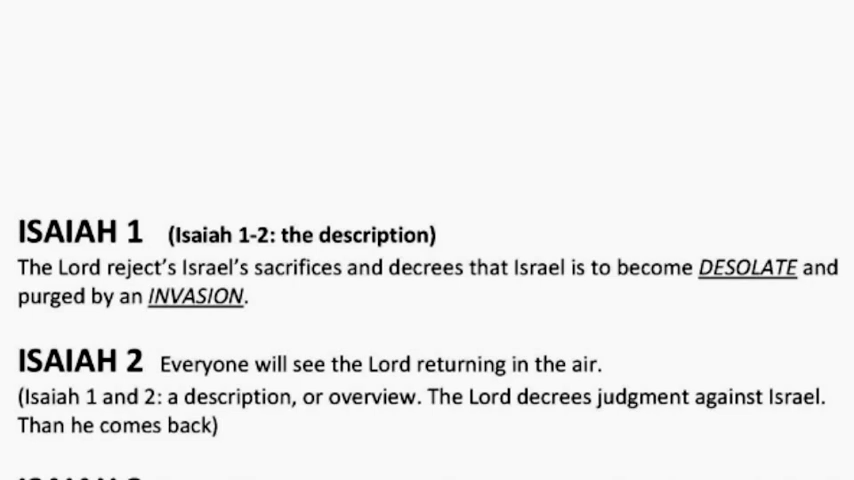 ISAIAH 1 (Isaiah 1-2: the description)
The Lord reject's Israel's sacrifices and decrees that Israel is to become DESOLATE and
purged by an INVASION.
ISAIAH 2 Everyone will see the Lord returning in the air.
(Isaiah 1 and 2: a description, or overview. The Lord decrees judgment against Israel.
Than he comes back)